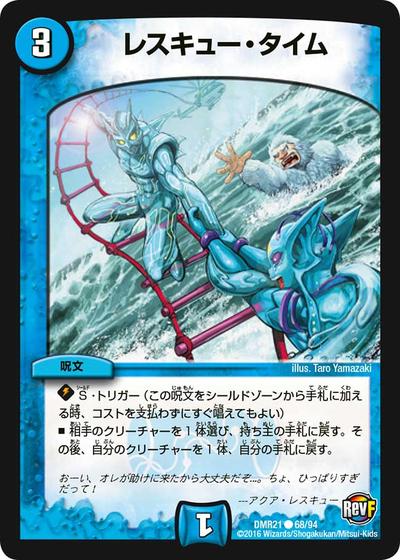 3
レスキュー・タイム
illus. Taro Yamazaki
呪文
S・トリガー（この呪文をシールドゾーンから手札に加え
る時、コストを支払わずにすぐ唱えてもよい）
■ 相手のクリーチャーを1体選び、持ち主の手札に戻す。そ
の後、自分のクリーチャーを1体、自分の手札に戻す。
おーい、オレが助けに来たから大丈夫だぞ…。ちょ、ひっぱりすぎ
だって！
---アクア・レスキュー
RevF
1
DMR21 ● 68/94
©2016 Wizards/Shogakukan/Mitsui-Kids